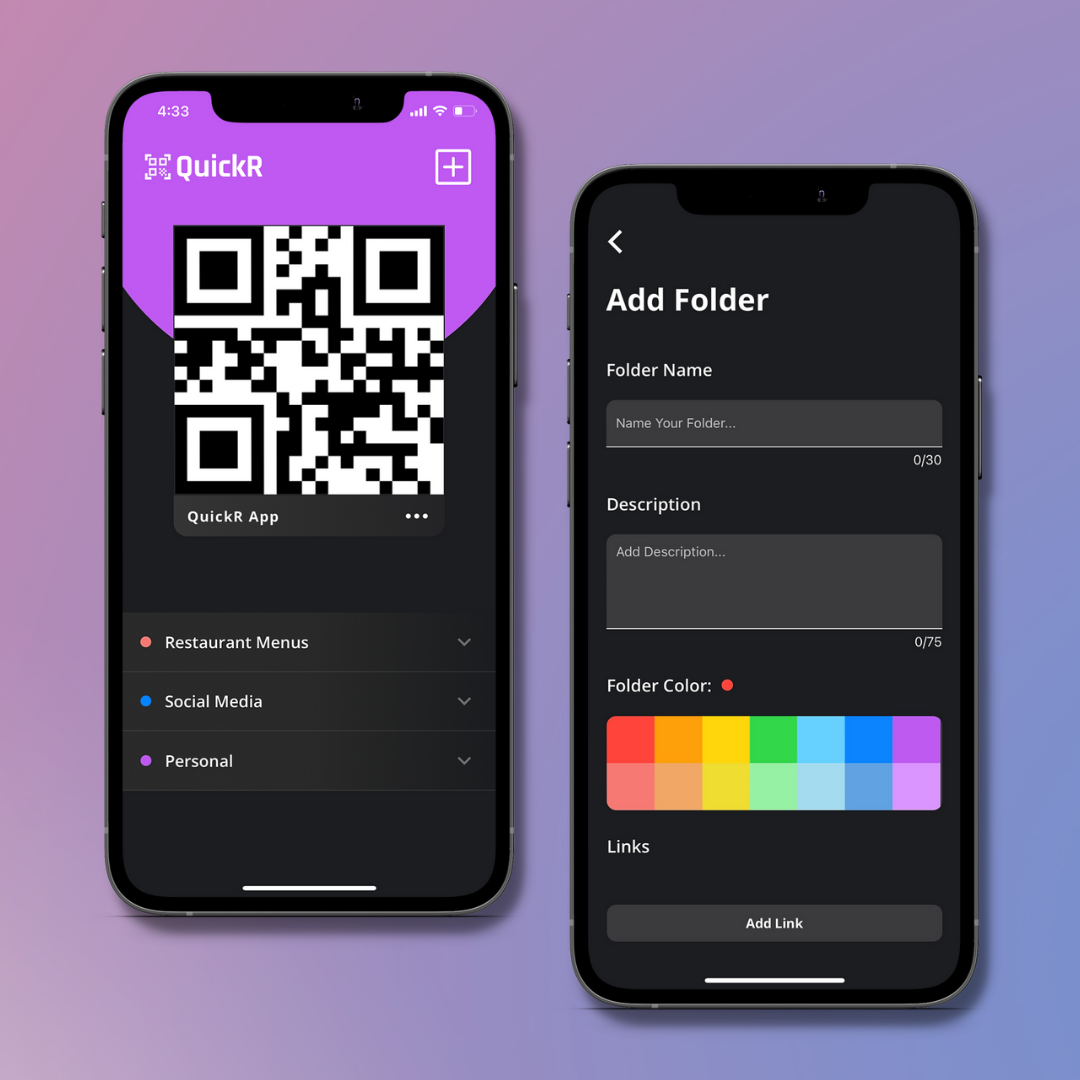 4:33
QuickR
QuickR App
Restaurant Menus
Social Media
Personal
Add Folder
Folder Name
Name Your Folder...
0/30
Description
Add Description...
0/75
Folder Color:
Links
Add Link